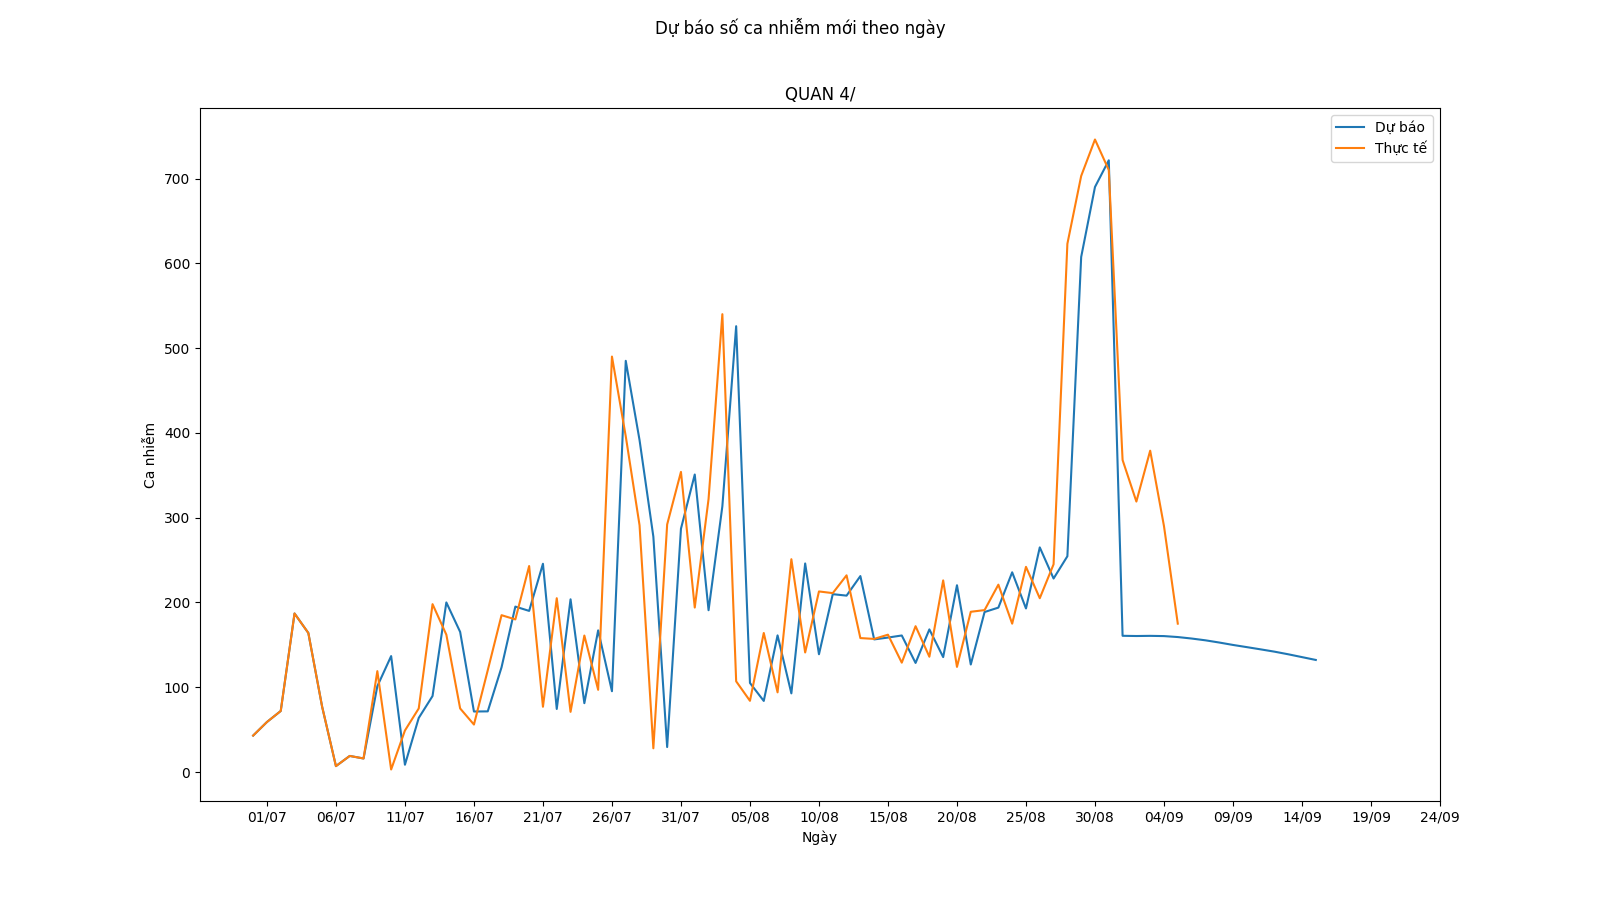 Dự báo số ca nhiễm mới theo ngày
QUAN 4/
Dự báo
Thực tế
700
600
500
400
300
200
100
0
Ca nhiễm
01/07 06/07 11/07 16/07 21/07 26/07 31/07 05/08 10/08 15/08 20/08 25/08 30/08 04/09 09/09 14/09 19/09 24/09
Ngày